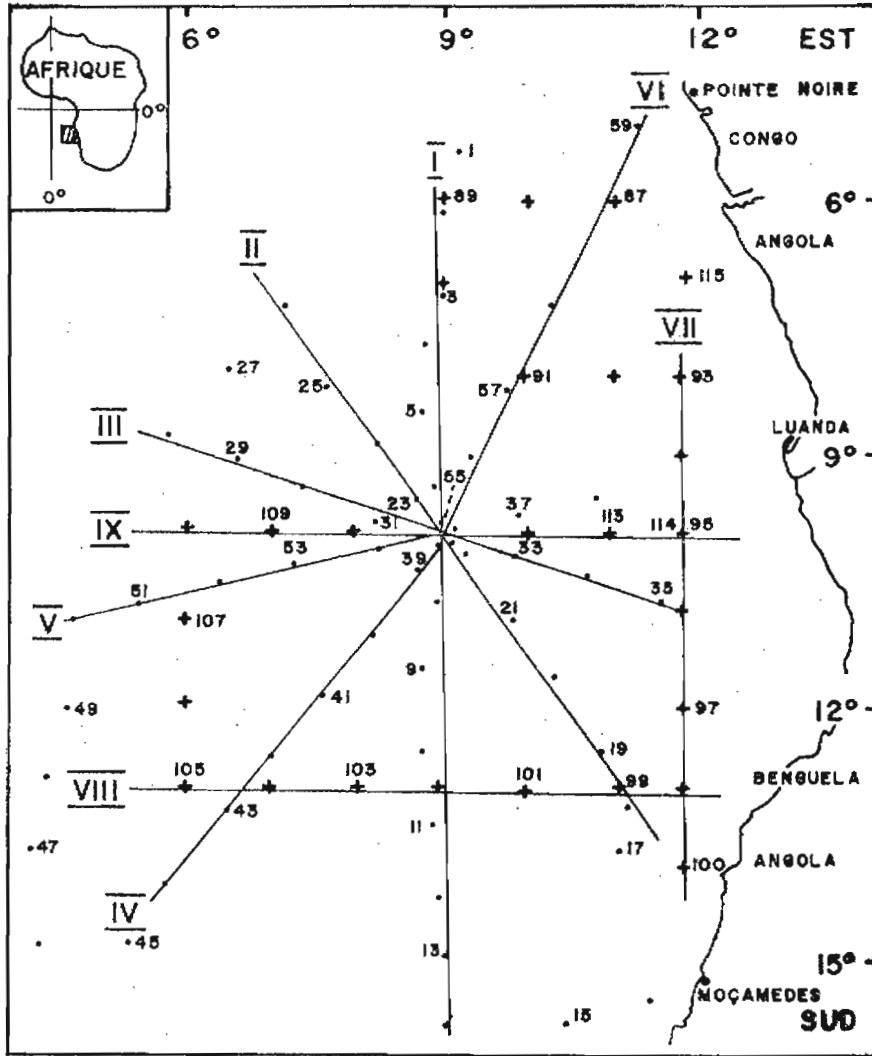 6° 9° 12° EST
AFRIQUE
0°
0°
VI
POINTE NOIRE
59
CONGO
I
1
89 87 6°
ANGOLA
II
3 115
VII
27 91 93
25 57
5
III
LUANDA
29 9°
55
23 37
31
IX 109 113 114 95
53 39 33
51 35
V 107 21
9
49 41 97 12°
19
105 103 101 99 BENGUELA
VIII
43
11
47 17 100 ANGOLA
IV
45 13 15°
MOÇAMEDES
15 SUD